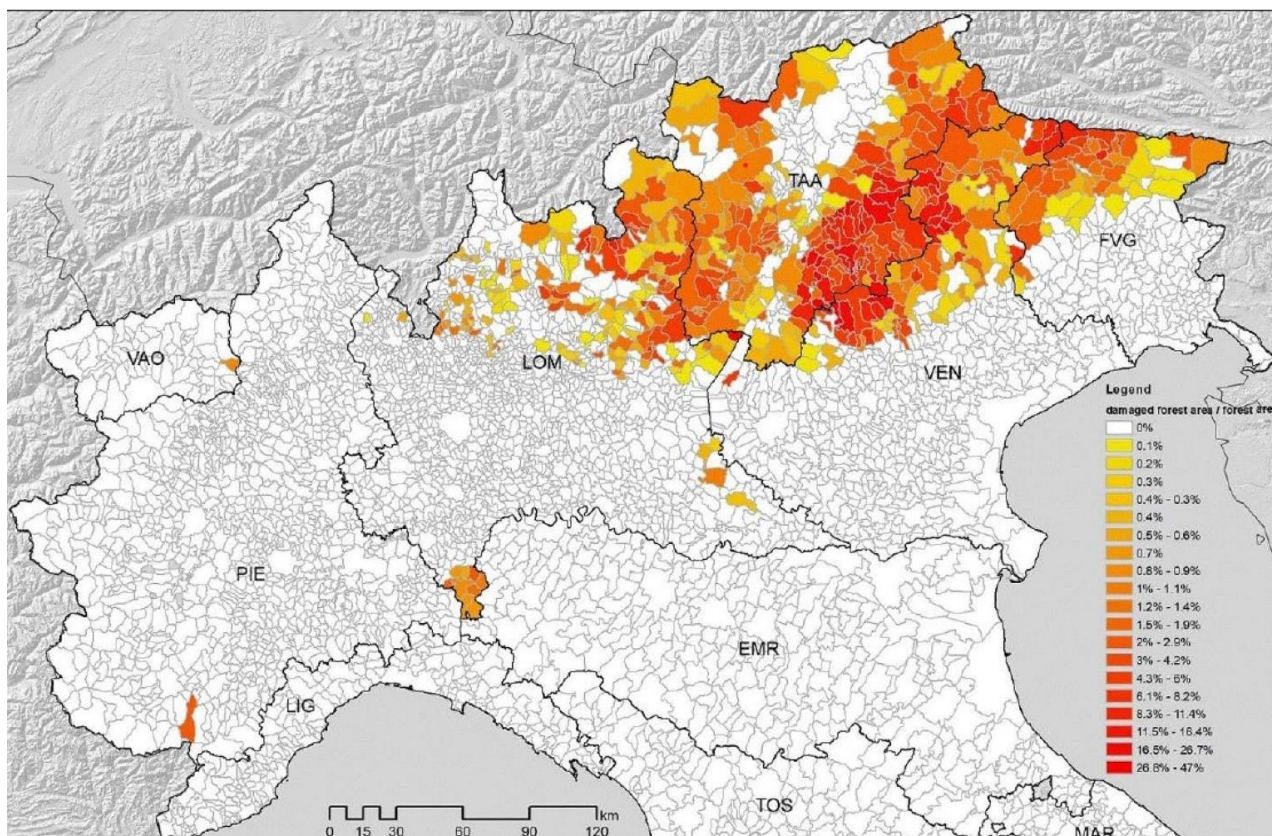 TAA
FVG
VAO
LOM
VEN
PIE
EMR
LIG
TOS
MAR
Legend
damaged forest area / forest area
0%
0.1%
0.2%
0.3%
0.4% - 0.3%
0.4%
0.5% - 0.6%
0.7%
0.8% - 0.9%
1% - 1.1%
1.2% - 1.4%
1.5% - 1.9%
2% - 2.9%
3% - 4.2%
4.3% - 6%
6.1% - 8.2%
8.3% - 11.4%
11.5% - 16.4%
16.5% - 26.7%
26.8% - 47%
km
0 15 30 60 90 120